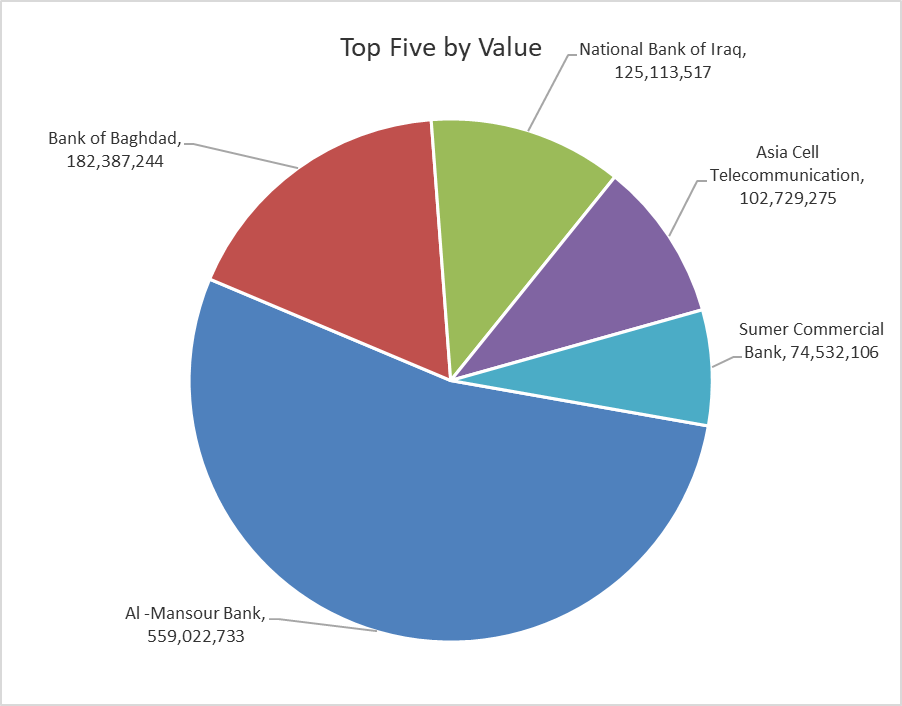 Top Five by Value
National Bank of Iraq,
125,113,517
Bank of Baghdad,
182,387,244
Asia Cell
Telecommunication,
102,729,275
Sumer Commercial
Bank, 74,532,106
Al -Mansour Bank,
559,022,733